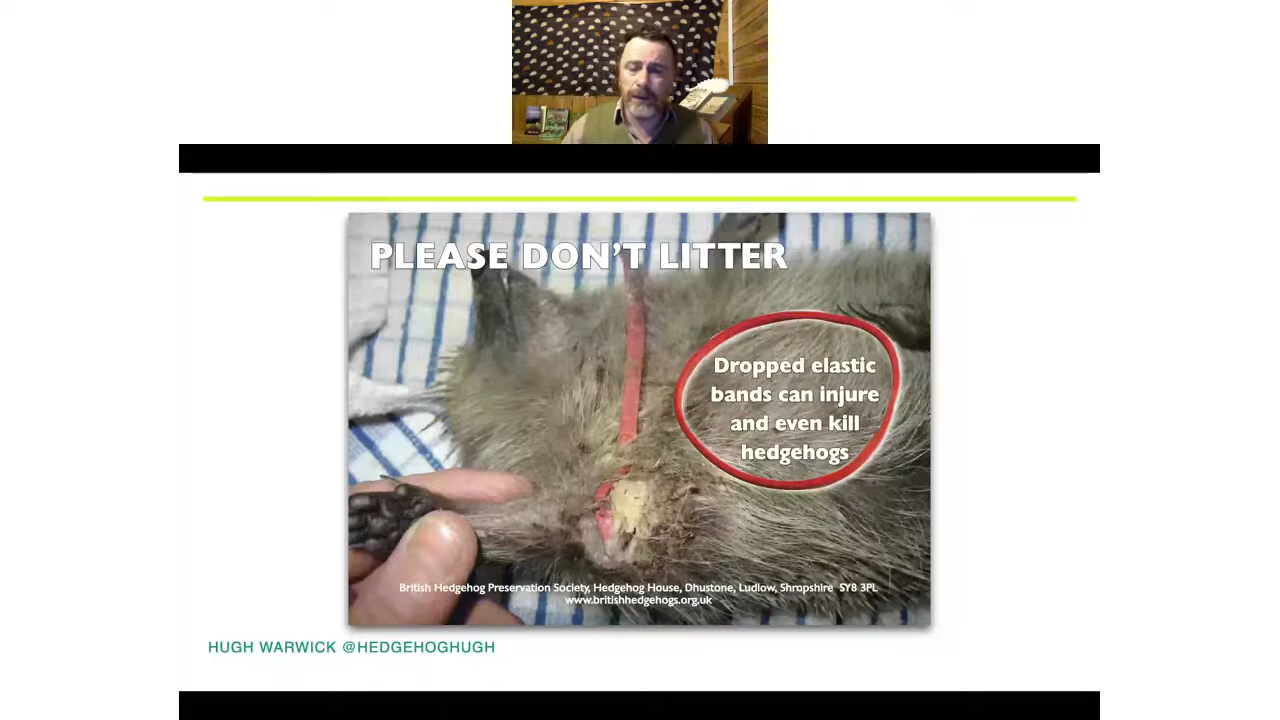 PLEASE DON'T LITTER
Dropped elastic
bands can injure
and even kill
hedgehogs
British Hedgehog Preservation Society, Hedgehog House, Dhustone, Ludlow, Shropshire SY8 3PL
www.britishhedgehogs.org.uk
HUGH WARWICK @HEDGEHOGHUGH